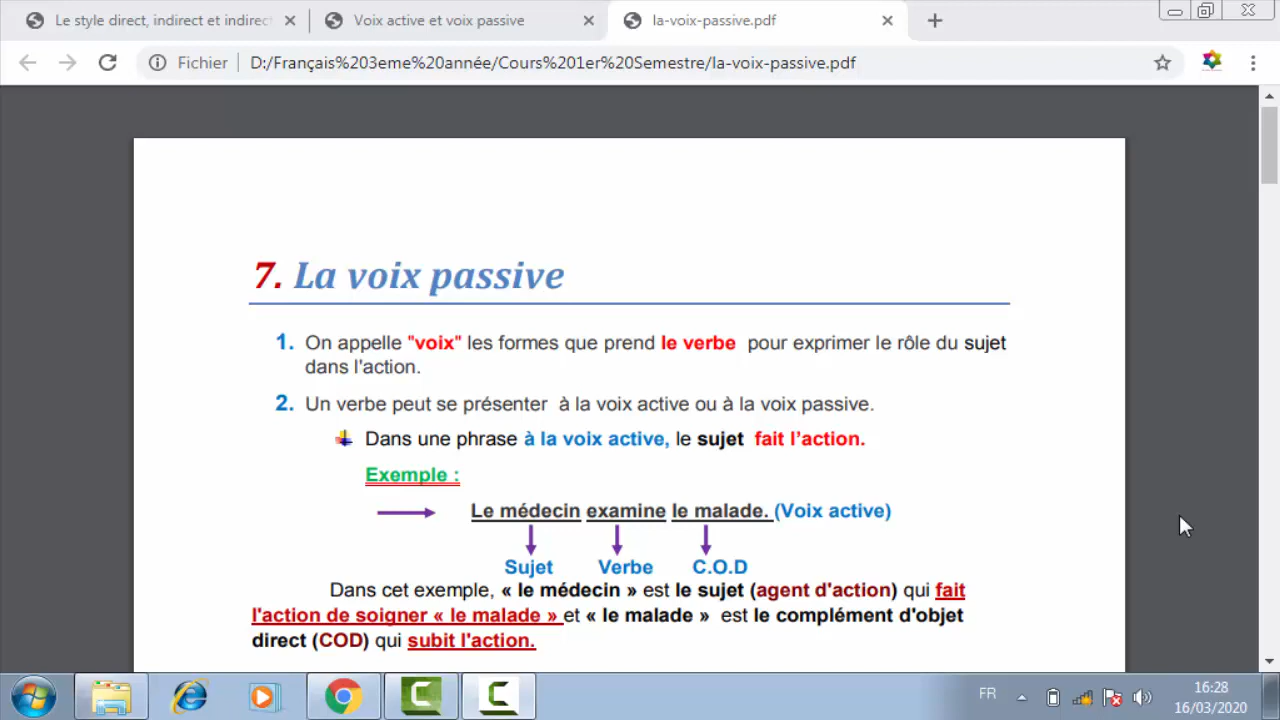 Le style direct, indirect et indirec
Voix active et voix passive
la-voix-passive.pdf
Fichier
D:/Français%203eme%20année/Cours%201er%20Semestre/la-voix-passive.pdf
7. La voix passive
1. On appelle "voix" les formes que prend le verbe pour exprimer le rôle du sujet
dans l'action.
2. Un verbe peut se présenter à la voix active ou à la voix passive.
Dans une phrase à la voix active, le sujet fait l'action.
Exemple :
Le médecin examine le malade. (Voix active)
Sujet Verbe C.O.D
Dans cet exemple, « le médecin » est le sujet (agent d'action) qui fait
l'action de soigner « le malade » et « le malade » est le complément d'objet
direct (COD) qui subit l'action.
FR
16:28
16/03/2020